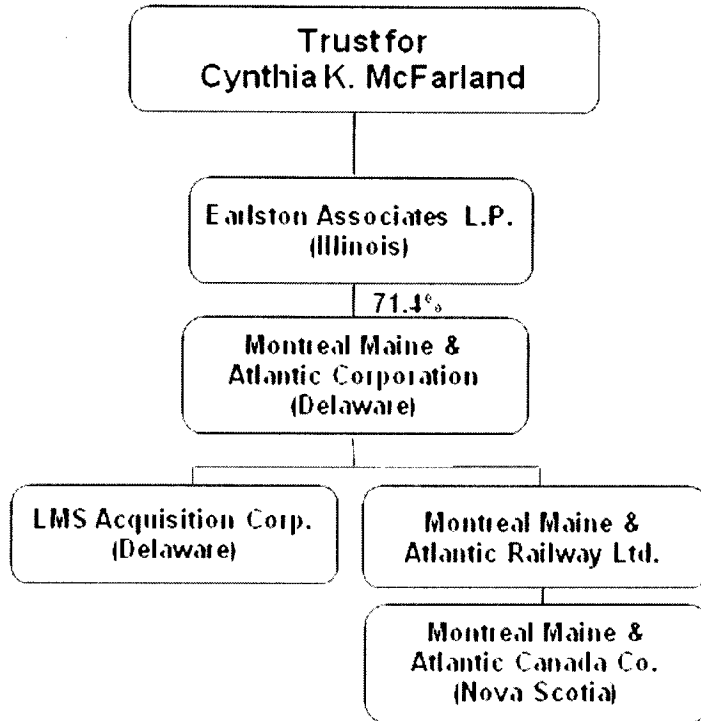 Trust for
Cynthia K. McFarland
Earlston Associates L.P.
(Illinois)
71.4%
Montreal Maine &
Atlantic Corporation
(Delaware)
LMS Acquisition Corp.
(Delaware)
Montreal Maine &
Atlantic Railway Ltd.
Montreal Maine &
Atlantic Canada Co.
(Nova Scotia)